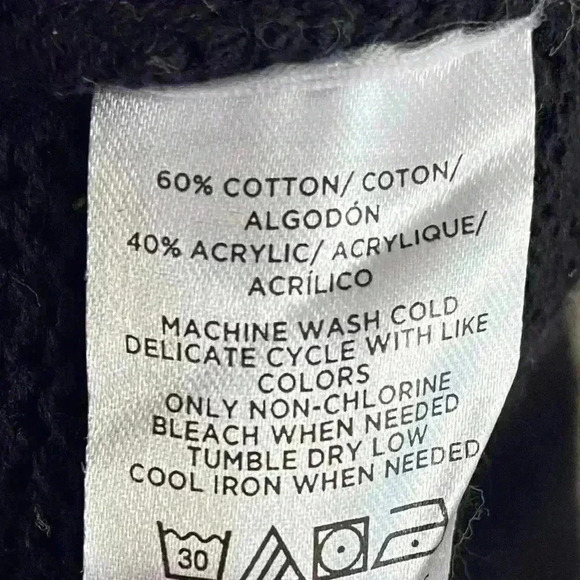 60% COTTON/ COTON/
ALGODÓN
40% ACRYLIC/ ACRYLIQUE/
ACRÍLICO
MACHINE WASH COLD
DELICATE CYCLE WITH LIKE
COLORS
ONLY NON-CHLORINE
BLEACH WHEN NEEDED
TUMBLE DRY LOW
COOL IRON WHEN NEEDED
30